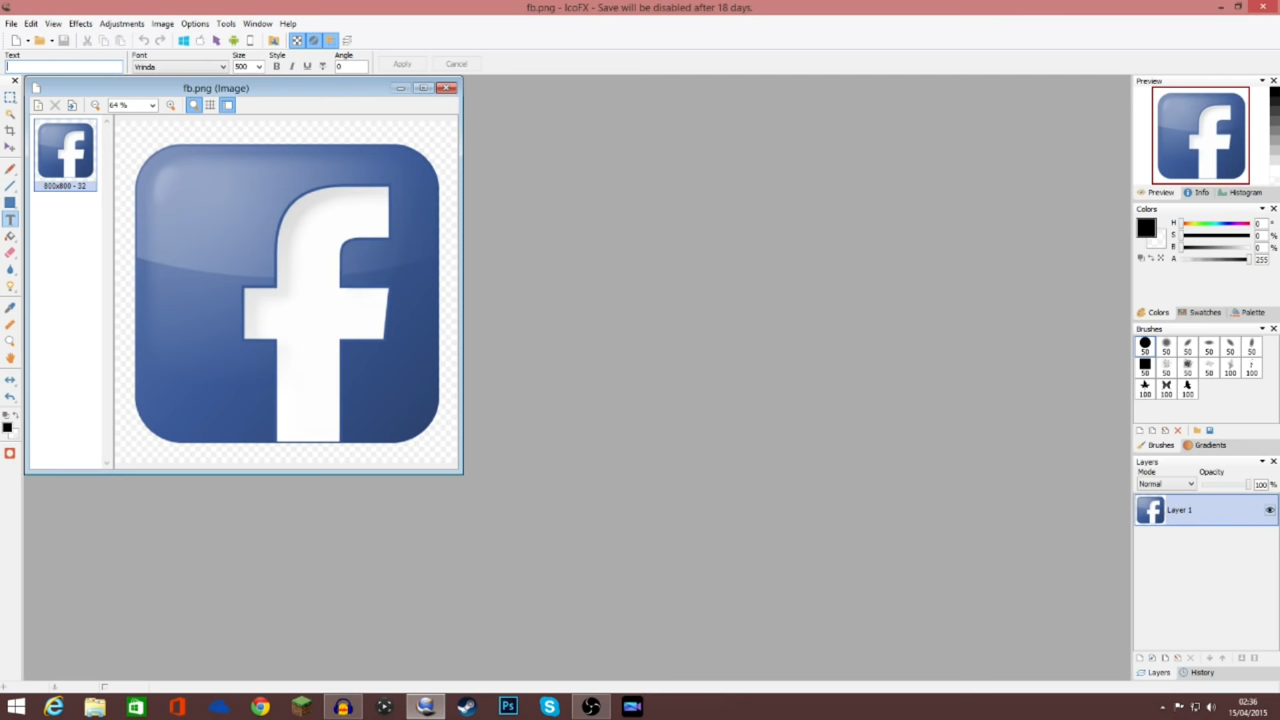 fb.png - IcoFX - Save will be disabled after 18 days.
File Edit View Effects Adjustments Image Options Tools Window Help
Text Font Size Style Angle
Vrinda 500 B I U 0 Apply Cancel
fb.png (Image)
64 %
800x800 - 32
Preview
Preview Info Histogram
Colors
H 0 °
S 0 %
B 0 %
A 255
Colors Swatches Palette
Brushes
50 50 50 50 50 50
50 50 50 50 100 100
100 100 100
Brushes Gradients
Layers
Mode Opacity
Normal 100 %
Layer 1
Layers History
Ps
02:36
15/04/2015